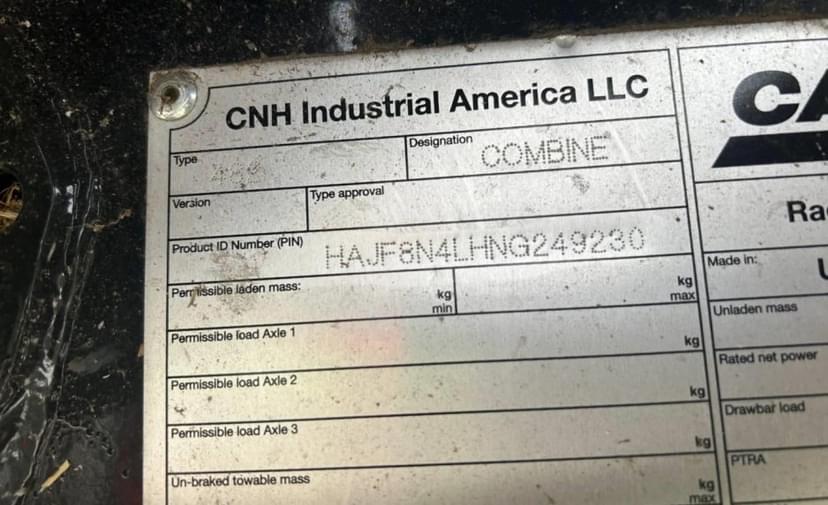 CNH Industrial America LLC
CA
Type
Designation COMBINE
Version
Type approval
Ra
Product ID Number (PIN) HAJF8N4LHNG249230
Made in:
U
Permissible laden mass:
kg min
kg max
Unladen mass
Permissible load Axle 1
kg
Rated net power
Permissible load Axle 2
kg
Drawbar load
Permissible load Axle 3
kg
PTRA
Un-braked towable mass
kg max